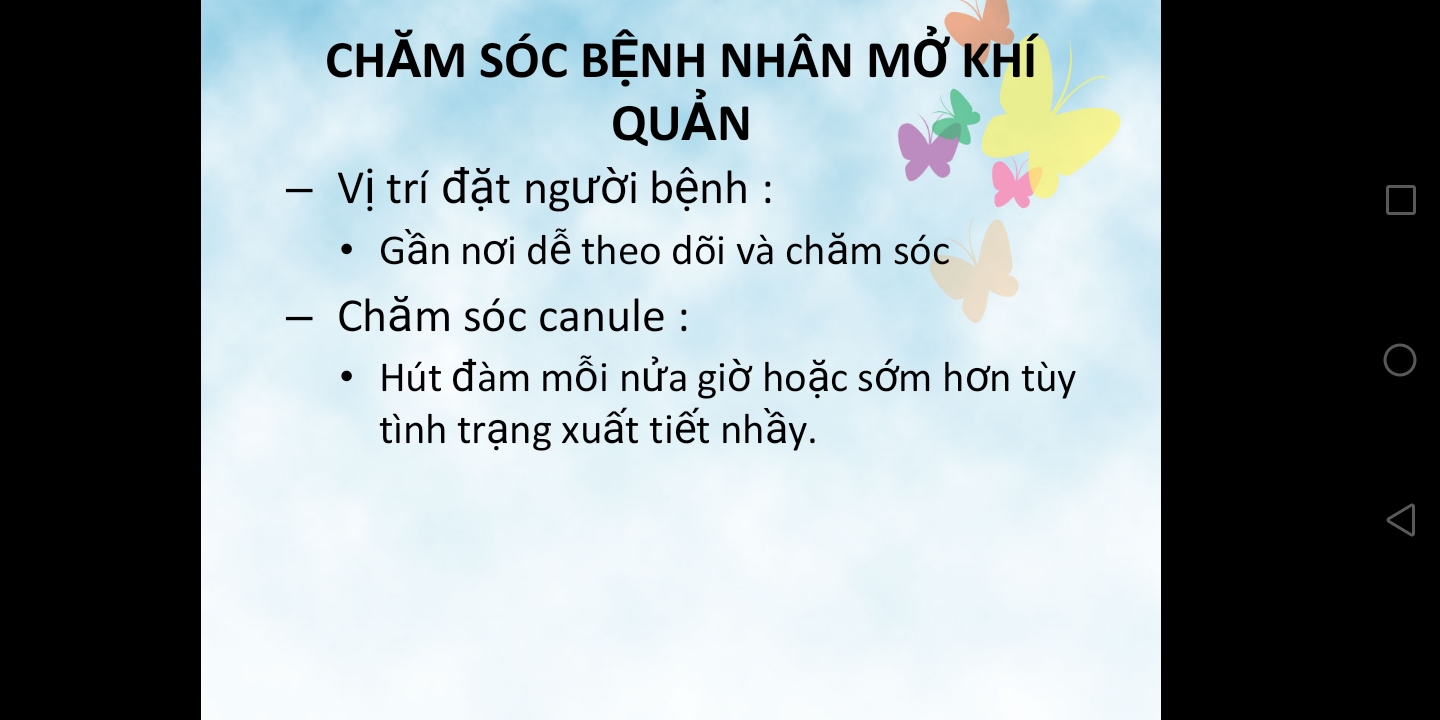 CHĂM SÓC BỆNH NHÂN MỞ KHÍ
QUẢN
– Vị trí đặt người bệnh :
• Gần nơi dễ theo dõi và chăm sóc
– Chăm sóc canule :
• Hút đàm mỗi nửa giờ hoặc sớm hơn tùy
tình trạng xuất tiết nhầy.